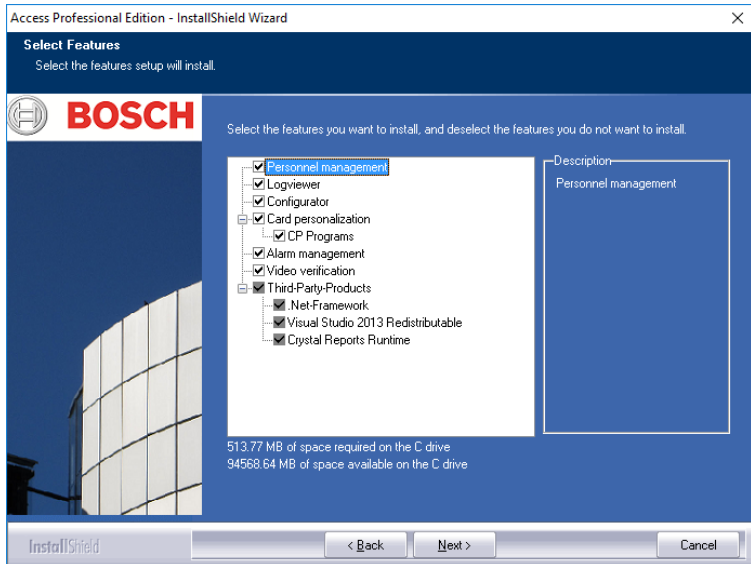 Access Professional Edition - InstallShield Wizard
Select Features
Select the features setup will install.
BOSCH
Select the features you want to install, and deselect the features you do not want to install.
Personnel management
Logviewer
Configurator
Card personalization
CP Programs
Alarm management
Video verification
Third-Party-Products
.Net-Framework
Visual Studio 2013 Redistributable
Crystal Reports Runtime
Description
Personnel management
513.77 MB of space required on the C drive
94568.64 MB of space available on the C drive
InstallShield
< Back
Next >
Cancel